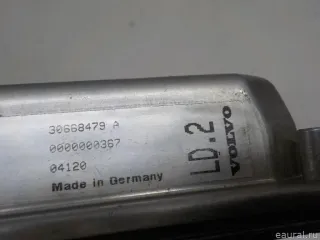 30668479 A
0000000367
04120
Made in Germany
LD.2
VOLVO
eaural.ru